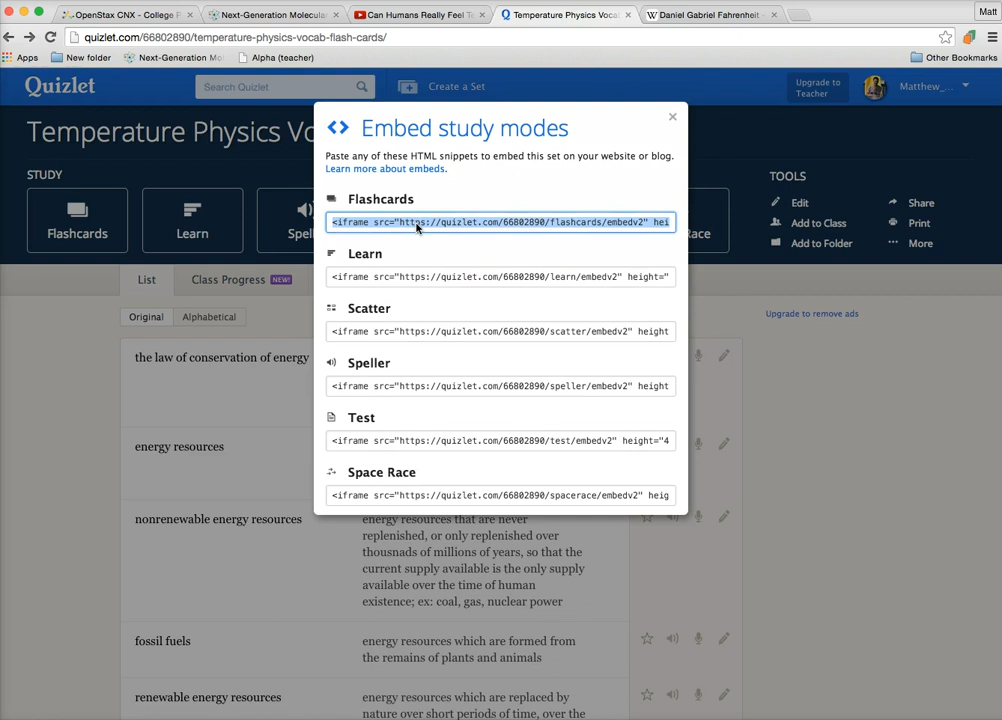 OpenStax CNX - College P
Next-Generation Molecula
Can Humans Really Feel Te
Temperature Physics Vocab
Daniel Gabriel Fahrenheit -
Matt
quizlet.com/66802890/temperature-physics-vocab-flash-cards/
Apps
New folder
Next-Generation Mo
Alpha (teacher)
Other Bookmarks
Quizlet
Search Quizlet
Create a Set
Upgrade to
Teacher
Matthew_...
Temperature Physics Vo
STUDY
Flashcards
Learn
Spell
ace
TOOLS
Edit
Share
Add to Class
Print
Add to Folder
More
Embed study modes
Paste any of these HTML snippets to embed this set on your website or blog.
Learn more about embeds.
Flashcards
<iframe src="https://quizlet.com/66802890/flashcards/embedv2" hei
Learn
<iframe src="https://quizlet.com/66802890/learn/embedv2" height="
Scatter
<iframe src="https://quizlet.com/66802890/scatter/embedv2" height
Speller
<iframe src="https://quizlet.com/66802890/speller/embedv2" height
Test
<iframe src="https://quizlet.com/66802890/test/embedv2" height="4
Space Race
<iframe src="https://quizlet.com/66802890/spacerace/embedv2" heig
List
Class Progress NEW!
Original
Alphabetical
Upgrade to remove ads
the law of conservation of energy
energy resources
nonrenewable energy resources
energy resources that are never
replenished, or only replenished over
thousands of millions of years, so that the
current supply available is the only supply
available over the time of human
existence; ex: coal, gas, nuclear power
fossil fuels
energy resources which are formed from
the remains of plants and animals
renewable energy resources
energy resources which are replaced by
nature over short periods of time, over the